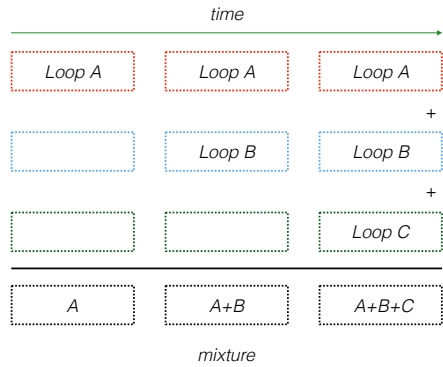 time
Loop A Loop A Loop A
+
Loop B Loop B
+
Loop C
A A+B A+B+C
mixture